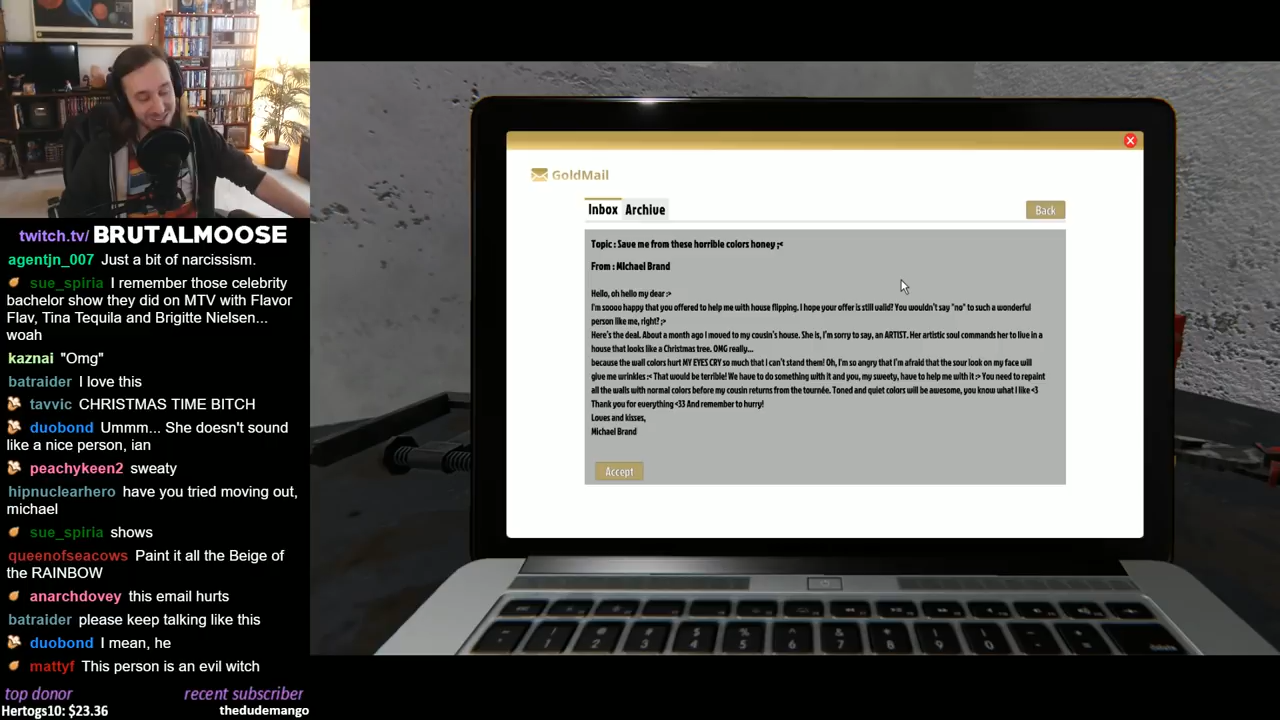 twitch.tv/ BRUTALMOOSE
agentjn_007 Just a bit of narcissism.
sue_spiria I remember those celebrity
bachelor show they did on MTV with Flavor
Flav, Tina Tequila and Brigitte Nielsen...
woah
kaznai "Omg"
batraider I love this
tavvic CHRISTMAS TIME BITCH
duobond Ummm... She doesn't sound
like a nice person, ian
peachykeen2 sweaty
hipnuclearhero have you tried moving out,
michael
sue_spiria shows
queenofseacows Paint it all the Beige of
the RAINBOW
anarchdovey this email hurts
batraider please keep talking like this
duobond I mean, he
mattyf This person is an evil witch
top donor recent subscriber
Hertogs10: $23.36 thedudemango
GoldMail
Inbox Archive Back
Topic : Save me from these horrible colors honey ;<
From : Michael Brand
Hello, oh hello my dear :>
I'm soooo happy that you offered to help me with house flipping. I hope your offer is still valid? You wouldn't say "no" to such a wonderful
person like me, right? ;>
Here's the deal. About a month ago I moved to my cousin's house. She is, I'm sorry to say, an ARTIST. Her artistic soul commands her to live in a
house that looks like a Christmas tree. OMG really...
because the wall colors hurt MY EYES CRY so much that I can't stand them! Oh, I'm so angry that I'm afraid that the sour look on my face will
give me wrinkles :< That would be terrible! We have to do something with it and you, my sweety, have to help me with it :> You need to repaint
all the walls with normal colors before my cousin returns from the tournée. Toned and quiet colors will be awesome, you know what I like <3
Thank you for everything <33 And remember to hurry!
Loves and kisses,
Michael Brand
Accept